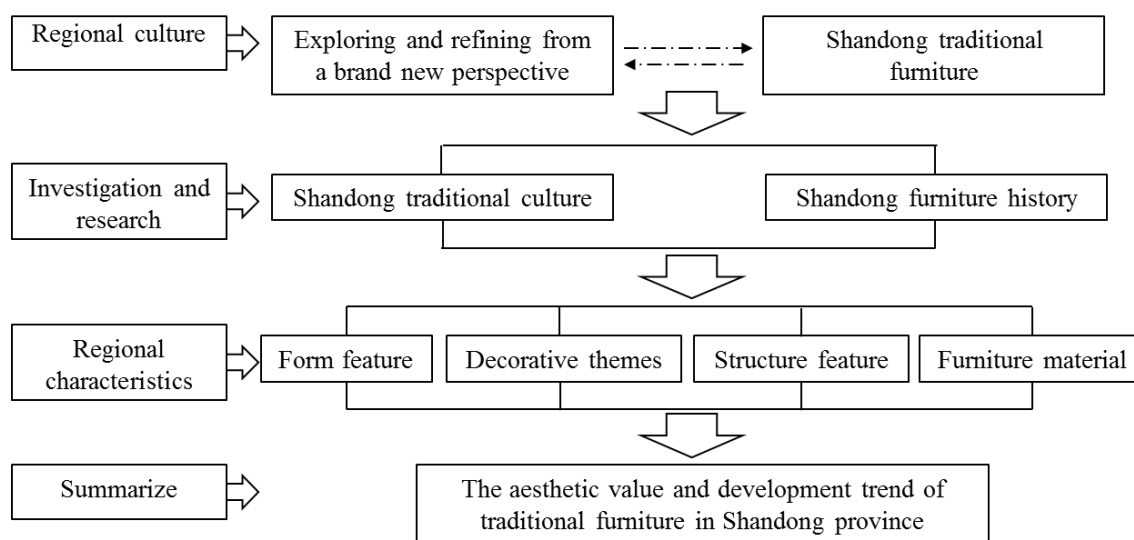 Regional culture
Exploring and refining from
a brand new perspective
Shandong traditional
furniture
Investigation and
research
Shandong traditional culture
Shandong furniture history
Regional
characteristics
Form feature
Decorative themes
Structure feature
Furniture material
Summarize
The aesthetic value and development trend of
traditional furniture in Shandong province